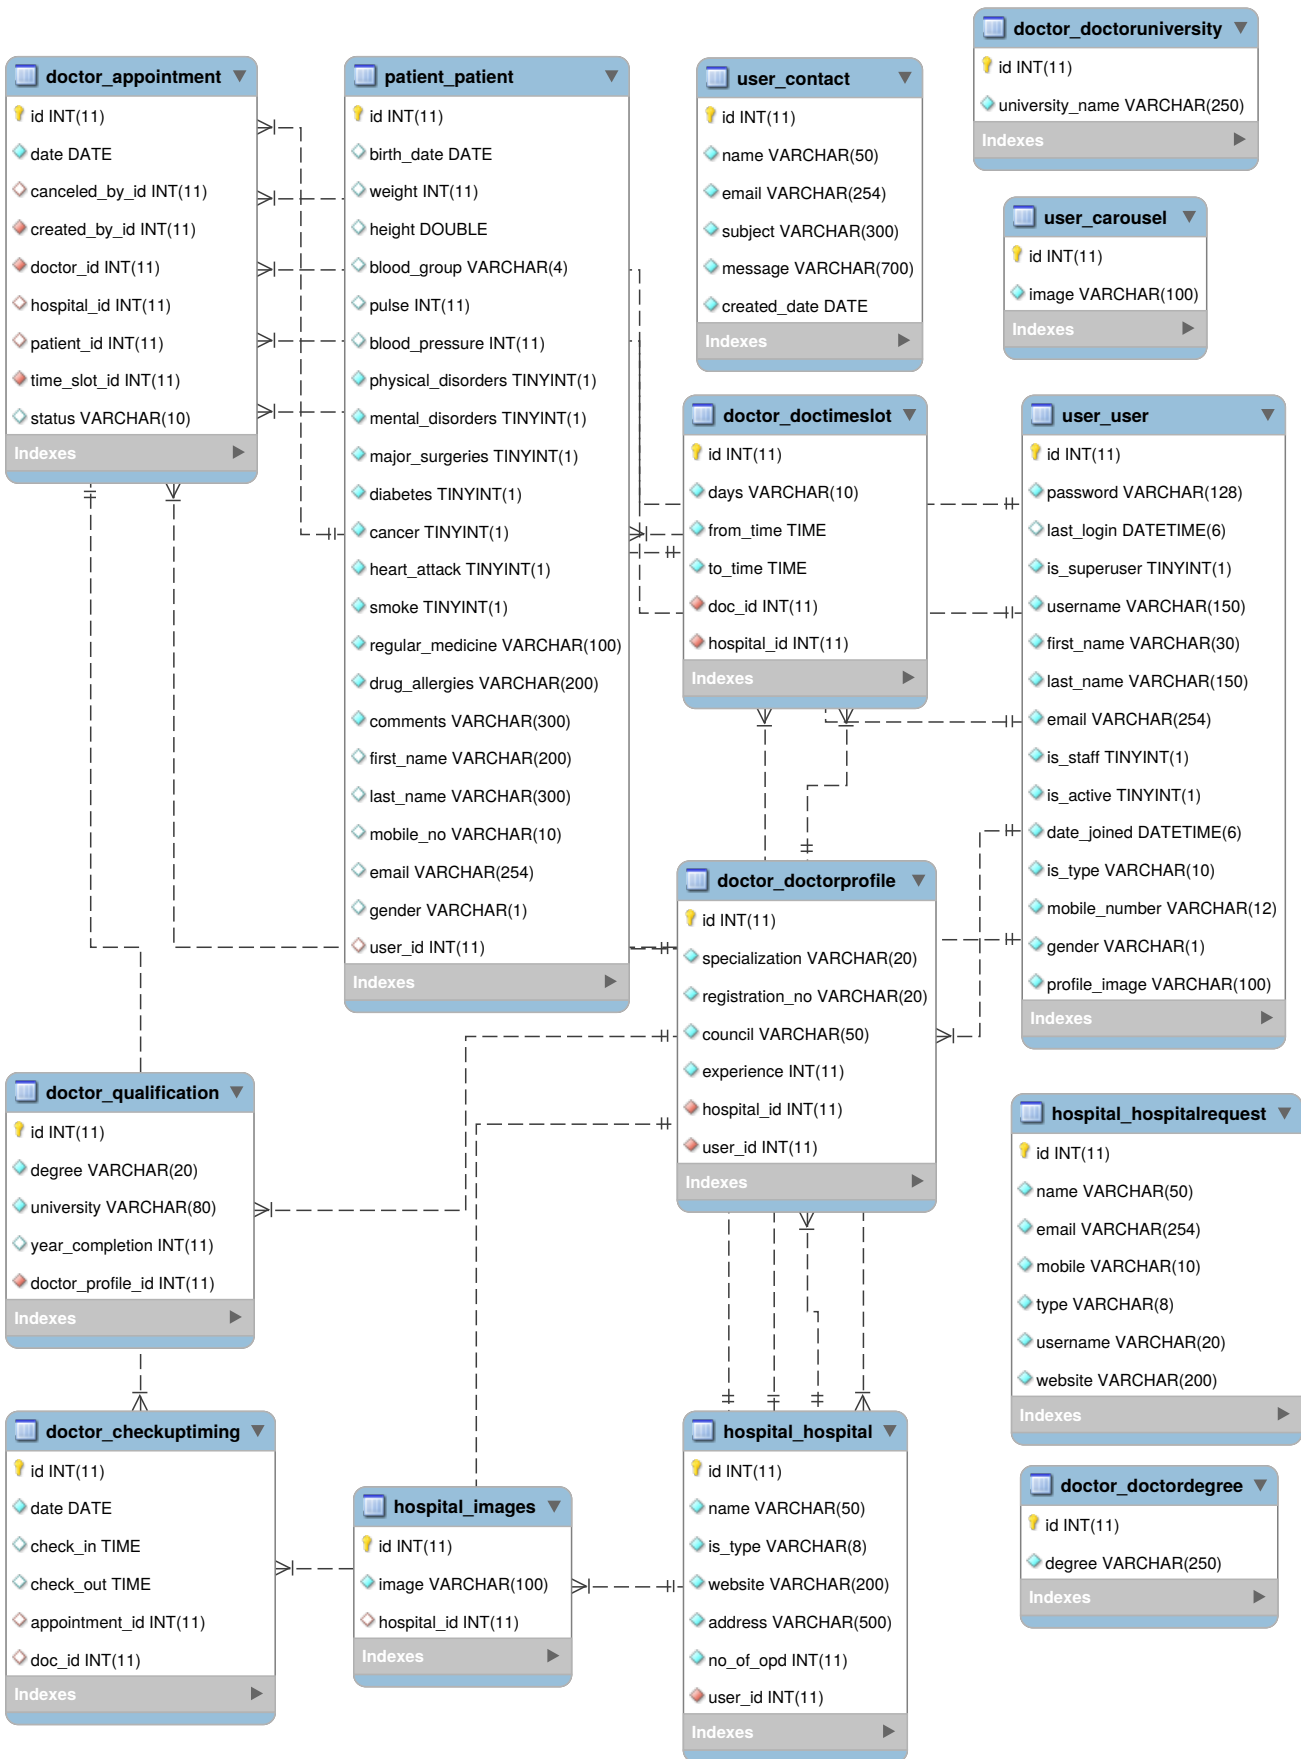 doctor_appointment
id INT(11)
date DATE
canceled_by_id INT(11)
created_by_id INT(11)
doctor_id INT(11)
hospital_id INT(11)
patient_id INT(11)
time_slot_id INT(11)
status VARCHAR(10)
Indexes
patient_patient
id INT(11)
birth_date DATE
weight INT(11)
height DOUBLE
blood_group VARCHAR(4)
pulse INT(11)
blood_pressure INT(11)
physical_disorders TINYINT(1)
mental_disorders TINYINT(1)
major_surgeries TINYINT(1)
diabetes TINYINT(1)
cancer TINYINT(1)
heart_attack TINYINT(1)
smoke TINYINT(1)
regular_medicine VARCHAR(100)
drug_allergies VARCHAR(200)
comments VARCHAR(300)
first_name VARCHAR(200)
last_name VARCHAR(300)
mobile_no VARCHAR(10)
email VARCHAR(254)
gender VARCHAR(1)
user_id INT(11)
Indexes
user_contact
id INT(11)
name VARCHAR(50)
email VARCHAR(254)
subject VARCHAR(300)
message VARCHAR(700)
created_date DATE
Indexes
doctor_doctoruniversity
id INT(11)
university_name VARCHAR(250)
Indexes
user_carousel
id INT(11)
image VARCHAR(100)
Indexes
doctor_doctimeslot
id INT(11)
days VARCHAR(10)
from_time TIME
to_time TIME
doc_id INT(11)
hospital_id INT(11)
Indexes
user_user
id INT(11)
password VARCHAR(128)
last_login DATETIME(6)
is_superuser TINYINT(1)
username VARCHAR(150)
first_name VARCHAR(30)
last_name VARCHAR(150)
email VARCHAR(254)
is_staff TINYINT(1)
is_active TINYINT(1)
date_joined DATETIME(6)
is_type VARCHAR(10)
mobile_number VARCHAR(12)
gender VARCHAR(1)
profile_image VARCHAR(100)
Indexes
doctor_doctorprofile
id INT(11)
specialization VARCHAR(20)
registration_no VARCHAR(20)
council VARCHAR(50)
experience INT(11)
hospital_id INT(11)
user_id INT(11)
Indexes
doctor_qualification
id INT(11)
degree VARCHAR(20)
university VARCHAR(80)
year_completion INT(11)
doctor_profile_id INT(11)
Indexes
hospital_hospitalrequest
id INT(11)
name VARCHAR(50)
email VARCHAR(254)
mobile VARCHAR(10)
type VARCHAR(8)
username VARCHAR(20)
website VARCHAR(200)
Indexes
doctor_checkuptiming
id INT(11)
date DATE
check_in TIME
check_out TIME
appointment_id INT(11)
doc_id INT(11)
Indexes
hospital_images
id INT(11)
image VARCHAR(100)
hospital_id INT(11)
Indexes
hospital_hospital
id INT(11)
name VARCHAR(50)
is_type VARCHAR(8)
website VARCHAR(200)
address VARCHAR(500)
no_of_opd INT(11)
user_id INT(11)
Indexes
doctor_doctordegree
id INT(11)
degree VARCHAR(250)
Indexes